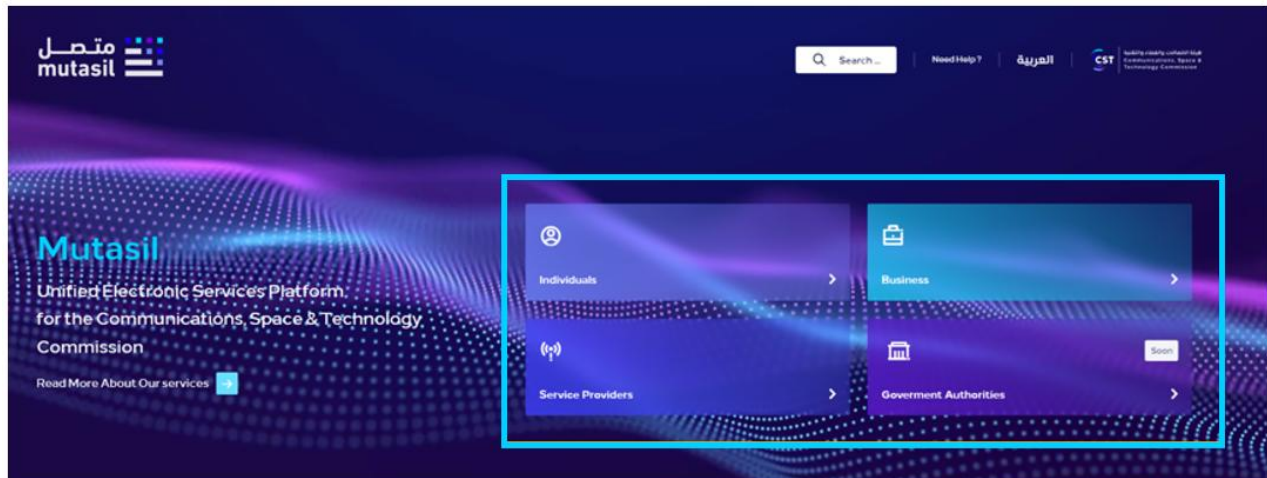 متصل
mutasil
Search...
Need Help ?
العربية
CST
Communications, Space &
Technology Commission
Mutasil
Unified Electronic Services Platform
for the Communications, Space & Technology
Commission
Read More About Our services
Individuals
Business
Service Providers
Soon
Goverment Authorities